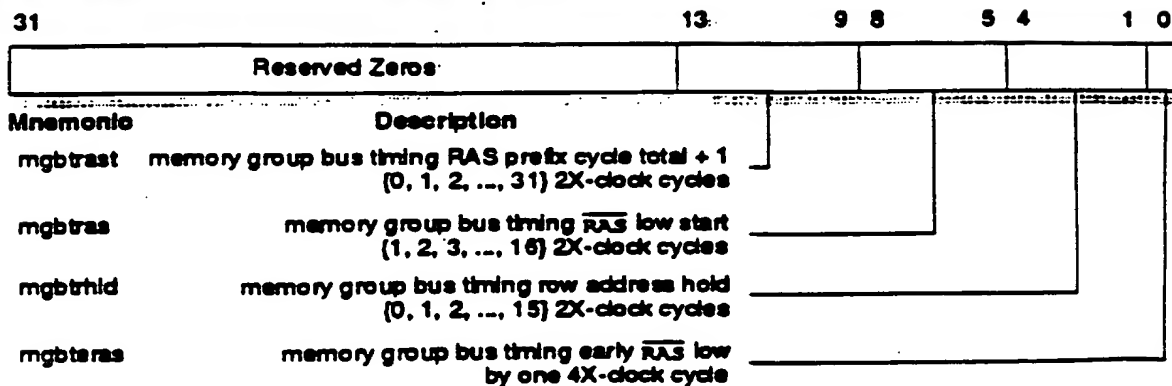 31 13 9 8 5 4 1 0
Reserved Zeros
Mnemonic Description
mgbtrast memory group bus timing RAS prefix cycle total + 1
{0, 1, 2, ..., 31} 2X-clock cycles
mgbtras memory group bus timing RAS low start
{1, 2, 3, ..., 16} 2X-clock cycles
mgbtrhld memory group bus timing row address hold
{0, 1, 2, ..., 15} 2X-clock cycles
mgbteras memory group bus timing early RAS low
by one 4X-clock cycle